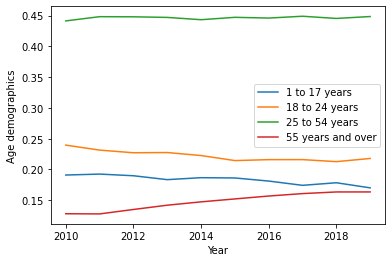 0.45
0.40
0.35
0.30
0.25
0.20
0.15
Age demographics
1 to 17 years
18 to 24 years
25 to 54 years
55 years and over
2010 2012 2014 2016 2018
Year